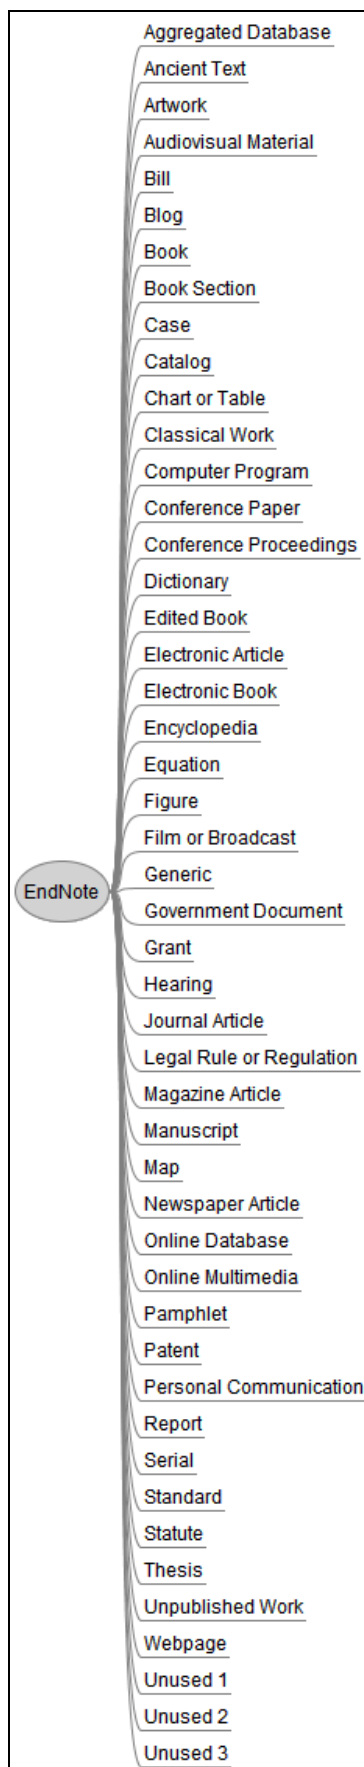 Aggregated Database
Ancient Text
Artwork
Audiovisual Material
Bill
Blog
Book
Book Section
Case
Catalog
Chart or Table
Classical Work
Computer Program
Conference Paper
Conference Proceedings
Dictionary
Edited Book
Electronic Article
Electronic Book
Encyclopedia
Equation
Figure
Film or Broadcast
Generic
EndNote
Government Document
Grant
Hearing
Journal Article
Legal Rule or Regulation
Magazine Article
Manuscript
Map
Newspaper Article
Online Database
Online Multimedia
Pamphlet
Patent
Personal Communication
Report
Serial
Standard
Statute
Thesis
Unpublished Work
Webpage
Unused 1
Unused 2
Unused 3